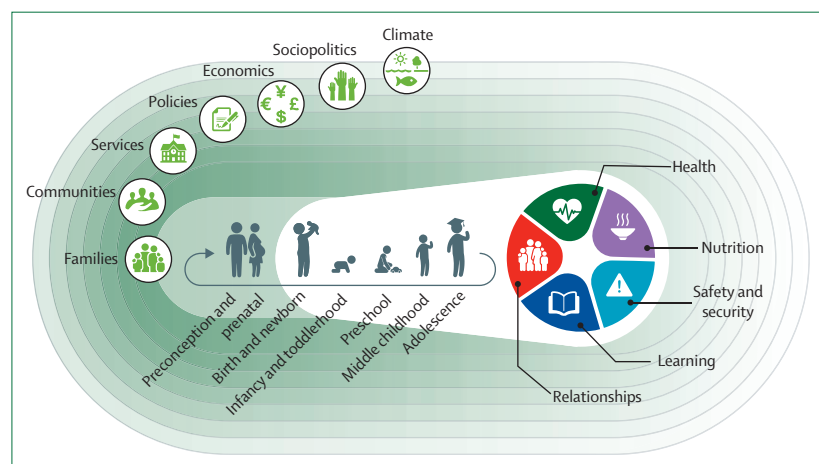 Climate
Sociopolitics
Economics
Policies
Services
Communities
Families
¥
€ £
$
Preconception and
prenatal
Birth and newborn
Infancy and toddlerhood
Preschool
Middle childhood
Adolescence
Health
Nutrition
Safety and
security
Learning
Relationships